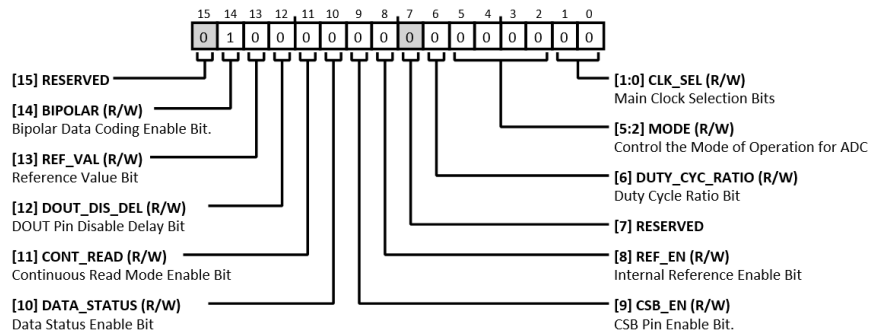 15 14 13 12 11 10 9 8 7 6 5 4 3 2 1 0
0 1 0 0 0 0 0 0 0 0 0 0 0 0 0 0
[15] RESERVED
[14] BIPOLAR (R/W)
Bipolar Data Coding Enable Bit.
[13] REF_VAL (R/W)
Reference Value Bit
[12] DOUT_DIS_DEL (R/W)
DOUT Pin Disable Delay Bit
[11] CONT_READ (R/W)
Continuous Read Mode Enable Bit
[10] DATA_STATUS (R/W)
Data Status Enable Bit
[1:0] CLK_SEL (R/W)
Main Clock Selection Bits
[5:2] MODE (R/W)
Control the Mode of Operation for ADC
[6] DUTY_CYC_RATIO (R/W)
Duty Cycle Ratio Bit
[7] RESERVED
[8] REF_EN (R/W)
Internal Reference Enable Bit
[9] CSB_EN (R/W)
CSB Pin Enable Bit.